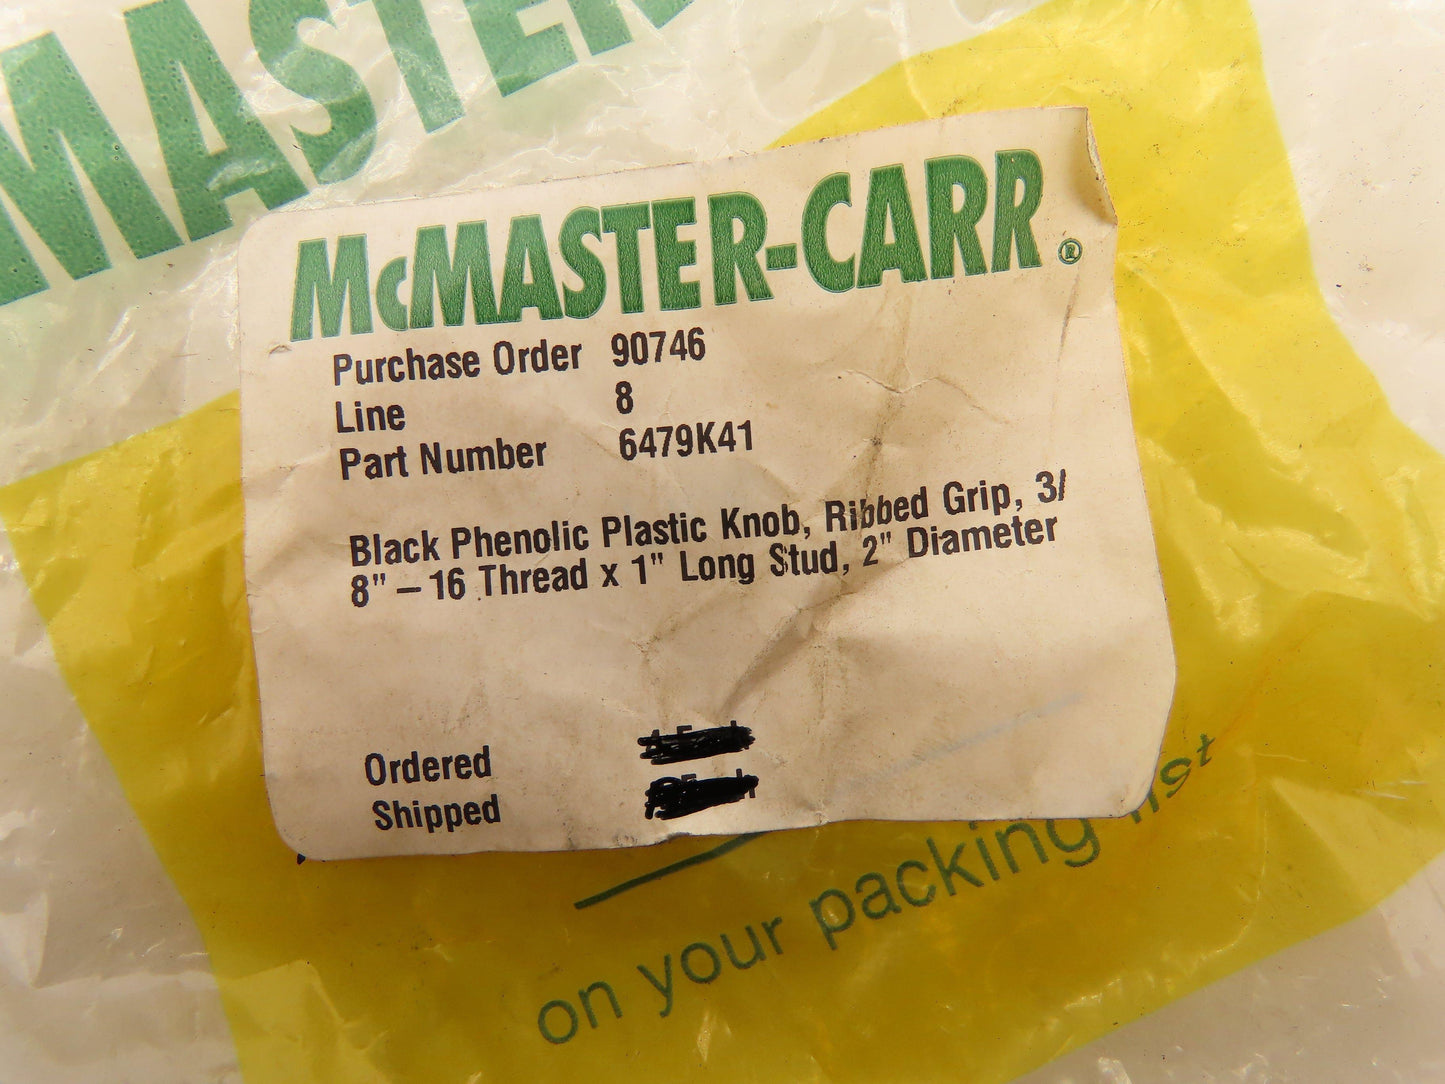 MASTER
McMASTER-CARR®
Purchase Order 90746
Line 8
Part Number 6479K41
Black Phenolic Plastic Knob, Ribbed Grip, 3/
8" – 16 Thread x 1" Long Stud, 2" Diameter
Ordered
Shipped
on your packing list